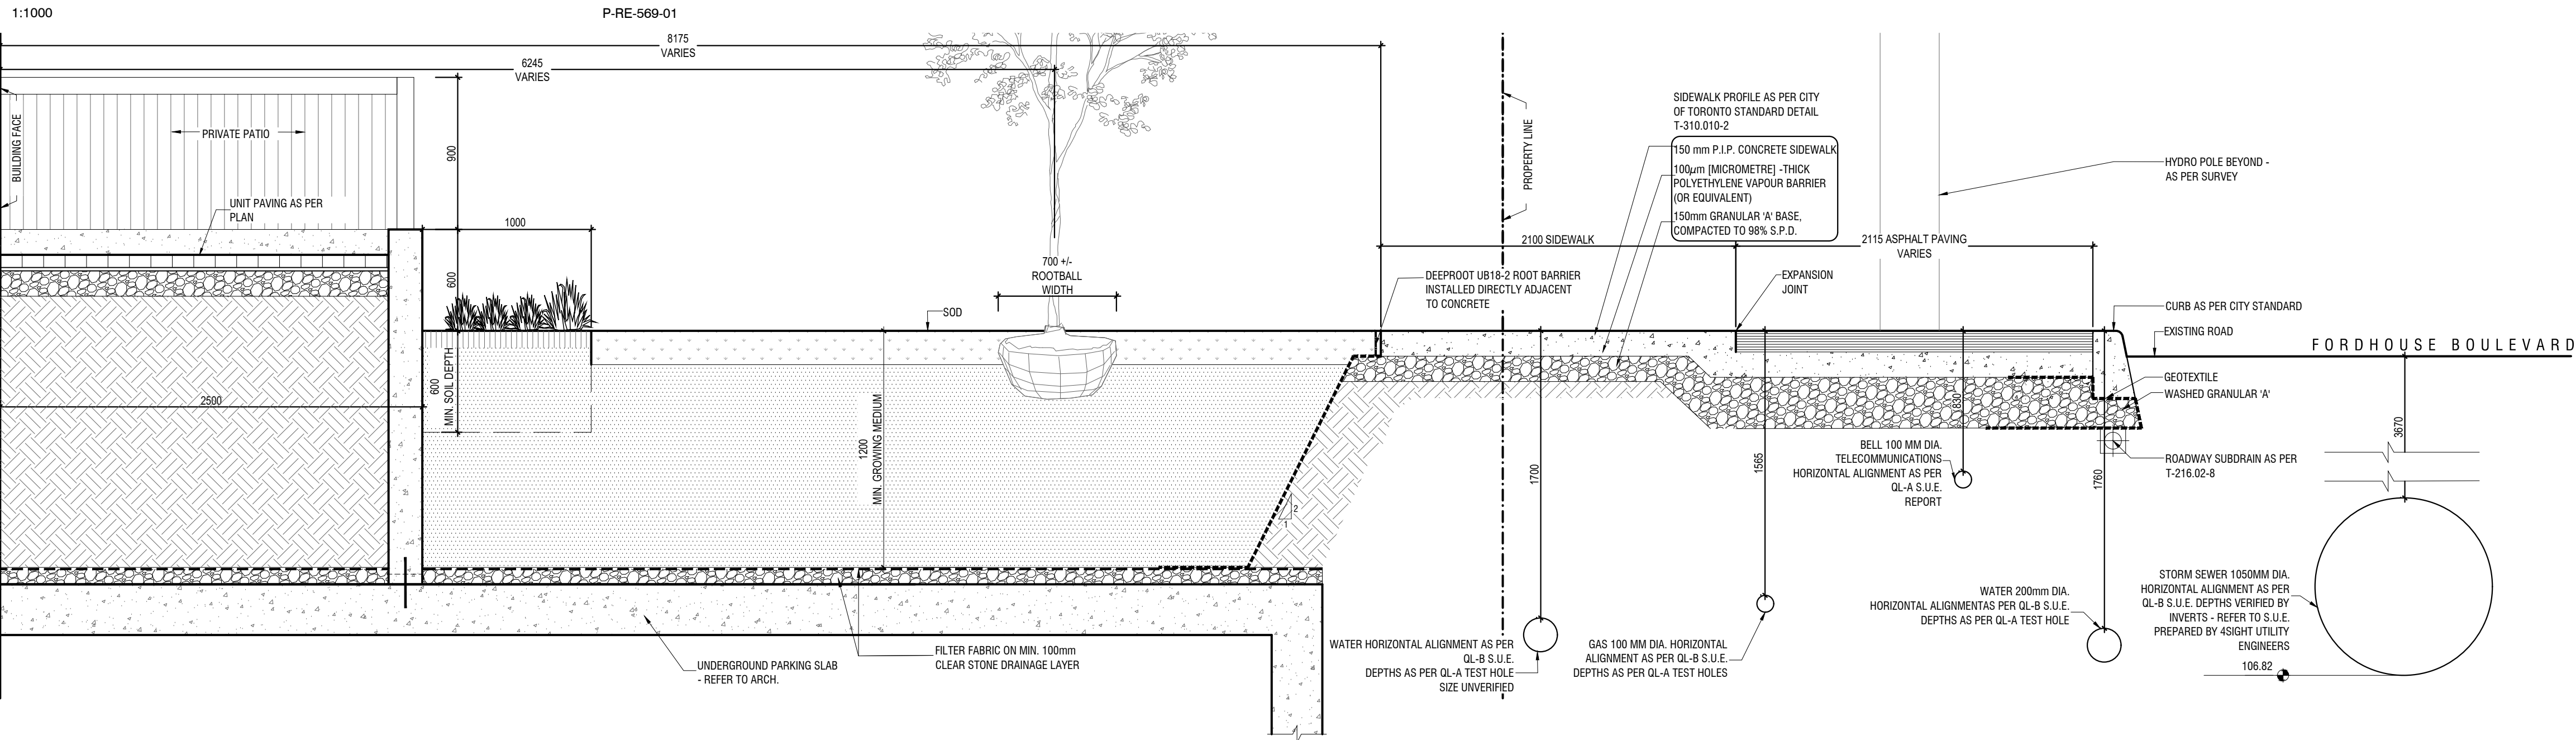 1:1000
P-RE-569-01
8175
VARIES
6245
VARIES
BUILDING FACE
PRIVATE PATIO
900
UNIT PAVING AS PER
PLAN
1000
600
700 +/-
ROOTBALL
WIDTH
SOD
600
MIN. SOIL DEPTH
2500
1200
MIN. GROWING MEDIUM
UNDERGROUND PARKING SLAB
- REFER TO ARCH.
FILTER FABRIC ON MIN. 100mm
CLEAR STONE DRAINAGE LAYER
1
2
PROPERTY LINE
SIDEWALK PROFILE AS PER CITY
OF TORONTO STANDARD DETAIL
T-310.010-2
150 mm P.I.P. CONCRETE SIDEWALK
100µm [MICROMETRE] -THICK
POLYETHYLENE VAPOUR BARRIER
(OR EQUIVALENT)
150mm GRANULAR 'A' BASE,
COMPACTED TO 98% S.P.D.
2100 SIDEWALK
2115 ASPHALT PAVING
VARIES
DEEPROOT UB18-2 ROOT BARRIER
INSTALLED DIRECTLY ADJACENT
TO CONCRETE
EXPANSION
JOINT
HYDRO POLE BEYOND -
AS PER SURVEY
CURB AS PER CITY STANDARD
EXISTING ROAD
FORDHOUSE BOULEVARD
GEOTEXTILE
WASHED GRANULAR 'A'
830
3670
1700
1565
1760
BELL 100 MM DIA.
TELECOMMUNICATIONS
HORIZONTAL ALIGNMENT AS PER
QL-A S.U.E.
REPORT
ROADWAY SUBDRAIN AS PER
T-216.02-8
WATER HORIZONTAL ALIGNMENT AS PER
QL-B S.U.E.
DEPTHS AS PER QL-A TEST HOLE
SIZE UNVERIFIED
GAS 100 MM DIA. HORIZONTAL
ALIGNMENT AS PER QL-B S.U.E.
DEPTHS AS PER QL-A TEST HOLES
WATER 200mm DIA.
HORIZONTAL ALIGNMENTAS PER QL-B S.U.E.
DEPTHS AS PER QL-A TEST HOLE
STORM SEWER 1050MM DIA.
HORIZONTAL ALIGNMENT AS PER
QL-B S.U.E. DEPTHS VERIFIED BY
INVERTS - REFER TO S.U.E.
PREPARED BY 4SIGHT UTILITY
ENGINEERS
106.82